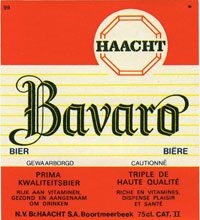 99
HAACHT
Bavaro
BIER BIÈRE
GEWAARBORGD CAUTIONNÉ
PRIMA TRIPLE DE
KWALITEITSBIER HAUTE QUALITÉ
RIJK AAN VITAMINEN, RICHE EN VITAMINES,
GEZOND EN AANGENAAM DISPENSE PLAISIR
OM DRINKEN ET SANTÉ
N.V. Br. HAACHT S.A. Boortmeerbeek 75cl. CAT. II